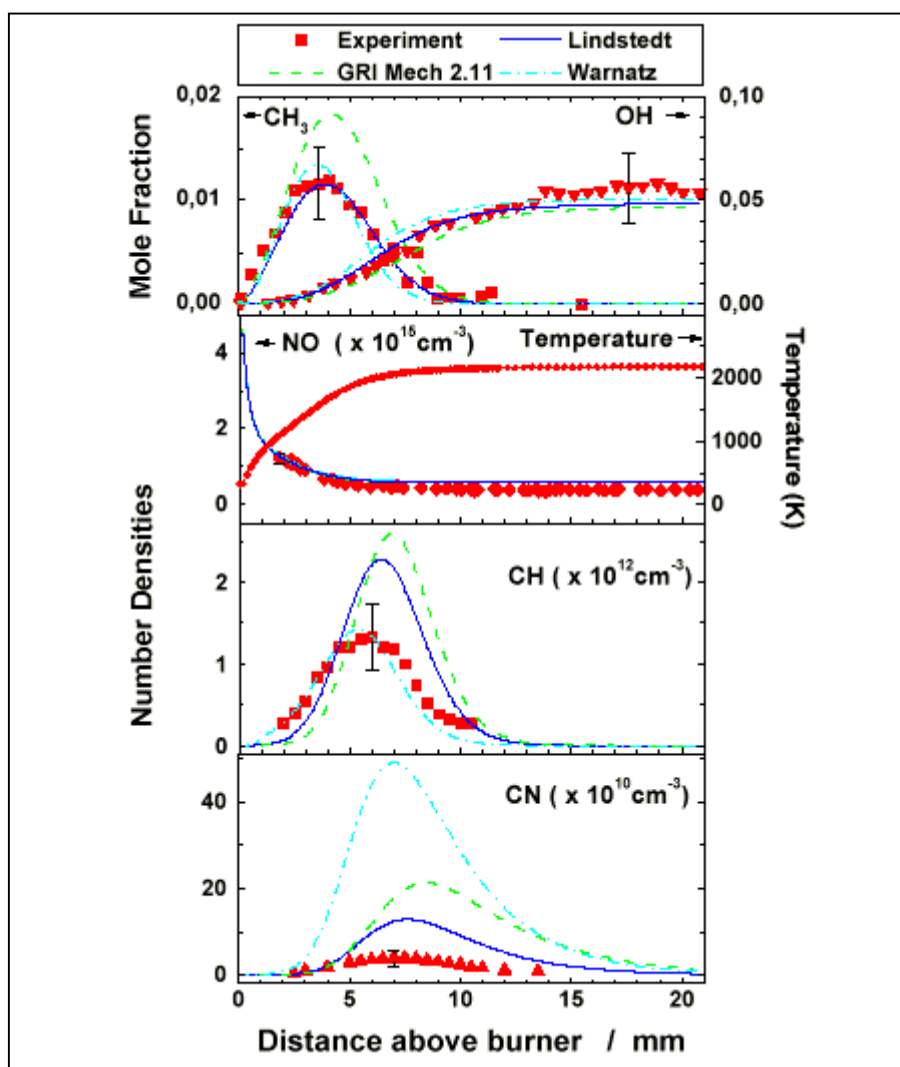 Experiment
Lindstedt
GRI Mech 2.11
Warnatz
0,02
0,10
CH₃
OH
0,01
0,05
0,00
0,00
Mole Fraction
NO ( x 10¹⁵cm⁻³)
Temperature
4
2
0
2000
1000
0
Temperature (K)
Number Densities
CH ( x 10¹²cm⁻³)
2
1
0
CN ( x 10¹⁰cm⁻³)
40
20
0
0 5 10 15 20
Distance above burner / mm